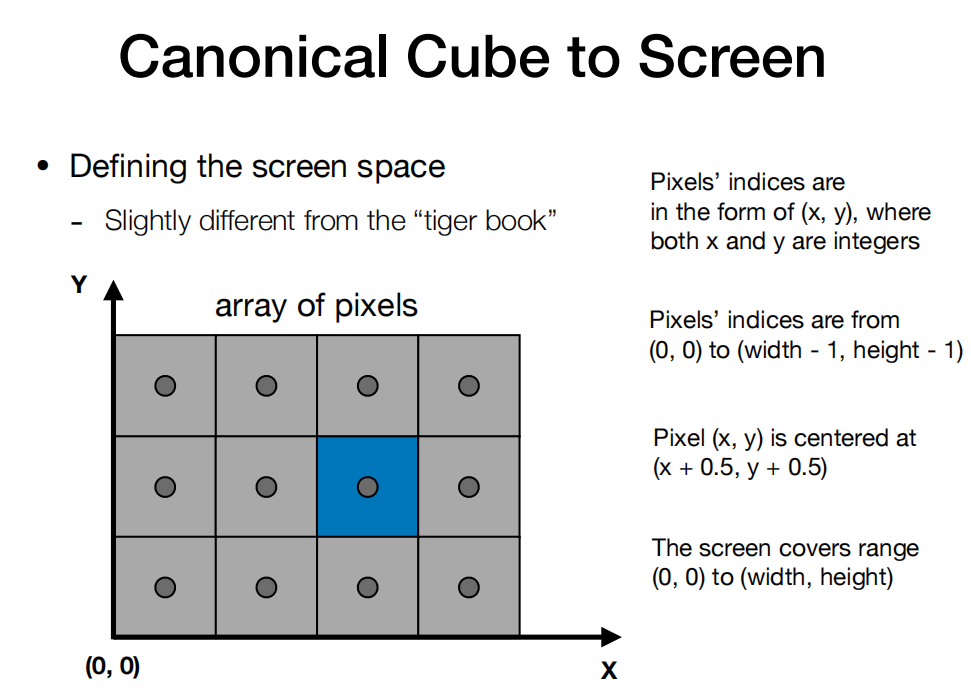 Canonical Cube to Screen
• Defining the screen space
- Slightly different from the “tiger book”
Y
array of pixels
(0, 0)
X
Pixels’ indices are
in the form of (x, y), where
both x and y are integers
Pixels’ indices are from
(0, 0) to (width - 1, height - 1)
Pixel (x, y) is centered at
(x + 0.5, y + 0.5)
The screen covers range
(0, 0) to (width, height)